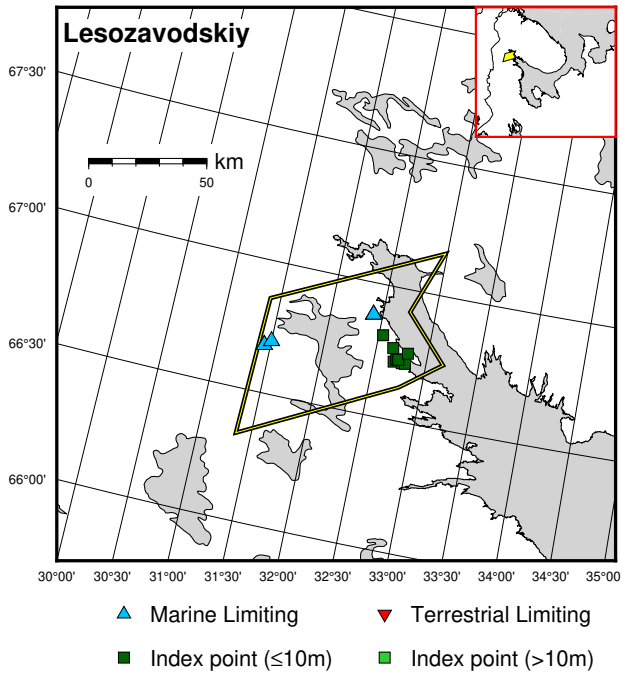 Lesozavodskiy
67°30'
km
0 50
67°00'
66°30'
66°00'
30°00' 30°30' 31°00' 31°30' 32°00' 32°30' 33°00' 33°30' 34°00' 34°30' 35°00'
Marine Limiting Terrestrial Limiting
Index point (≤10m) Index point (>10m)